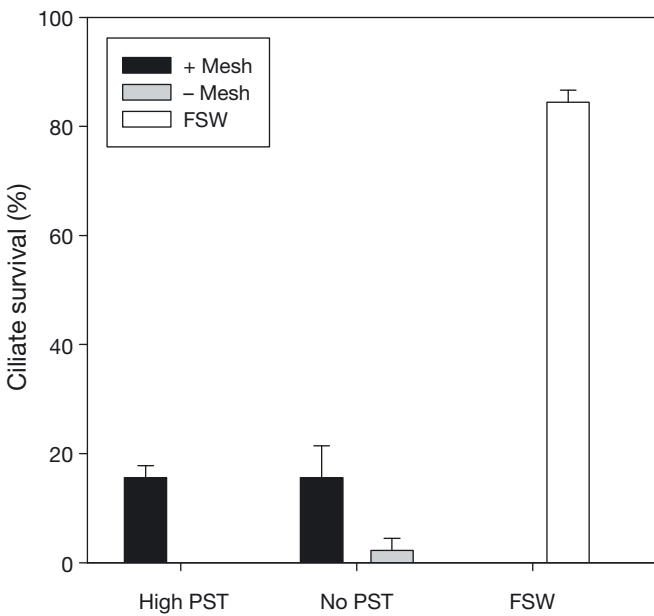 100
80
60
40
20
0
Ciliate survival (%)
+ Mesh
– Mesh
FSW
High PST
No PST
FSW